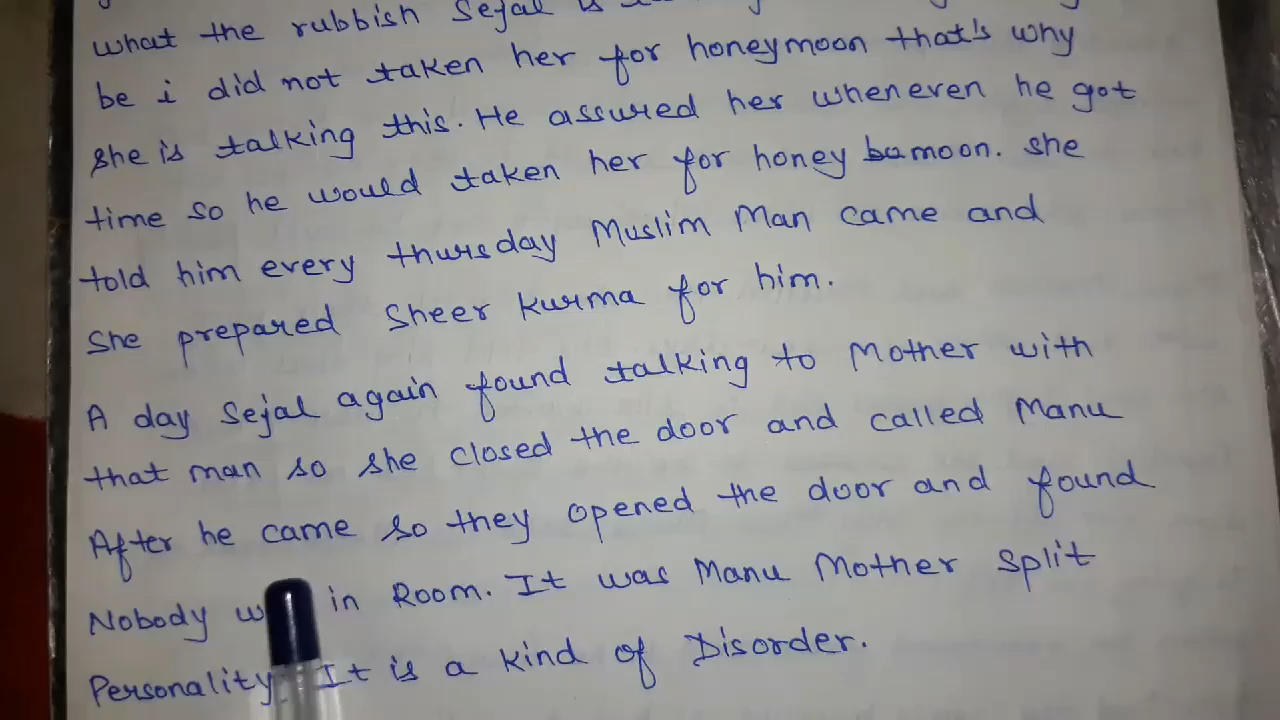 what the rubbish Sejal is
be i did not taken her for honeymoon that's why
she is talking this. He assured her wheneven he got
time so he would taken her for honey bamoon. she
told him every thursday Muslim Man came and
She prepared Sheer Kurma for him.
A day Sejal again found talking to Mother with
that man so she closed the door and called Manu
After he came so they opened the door and found
Nobody in Room. It was Manu Mother Split
Personality. It is a kind of Disorder.